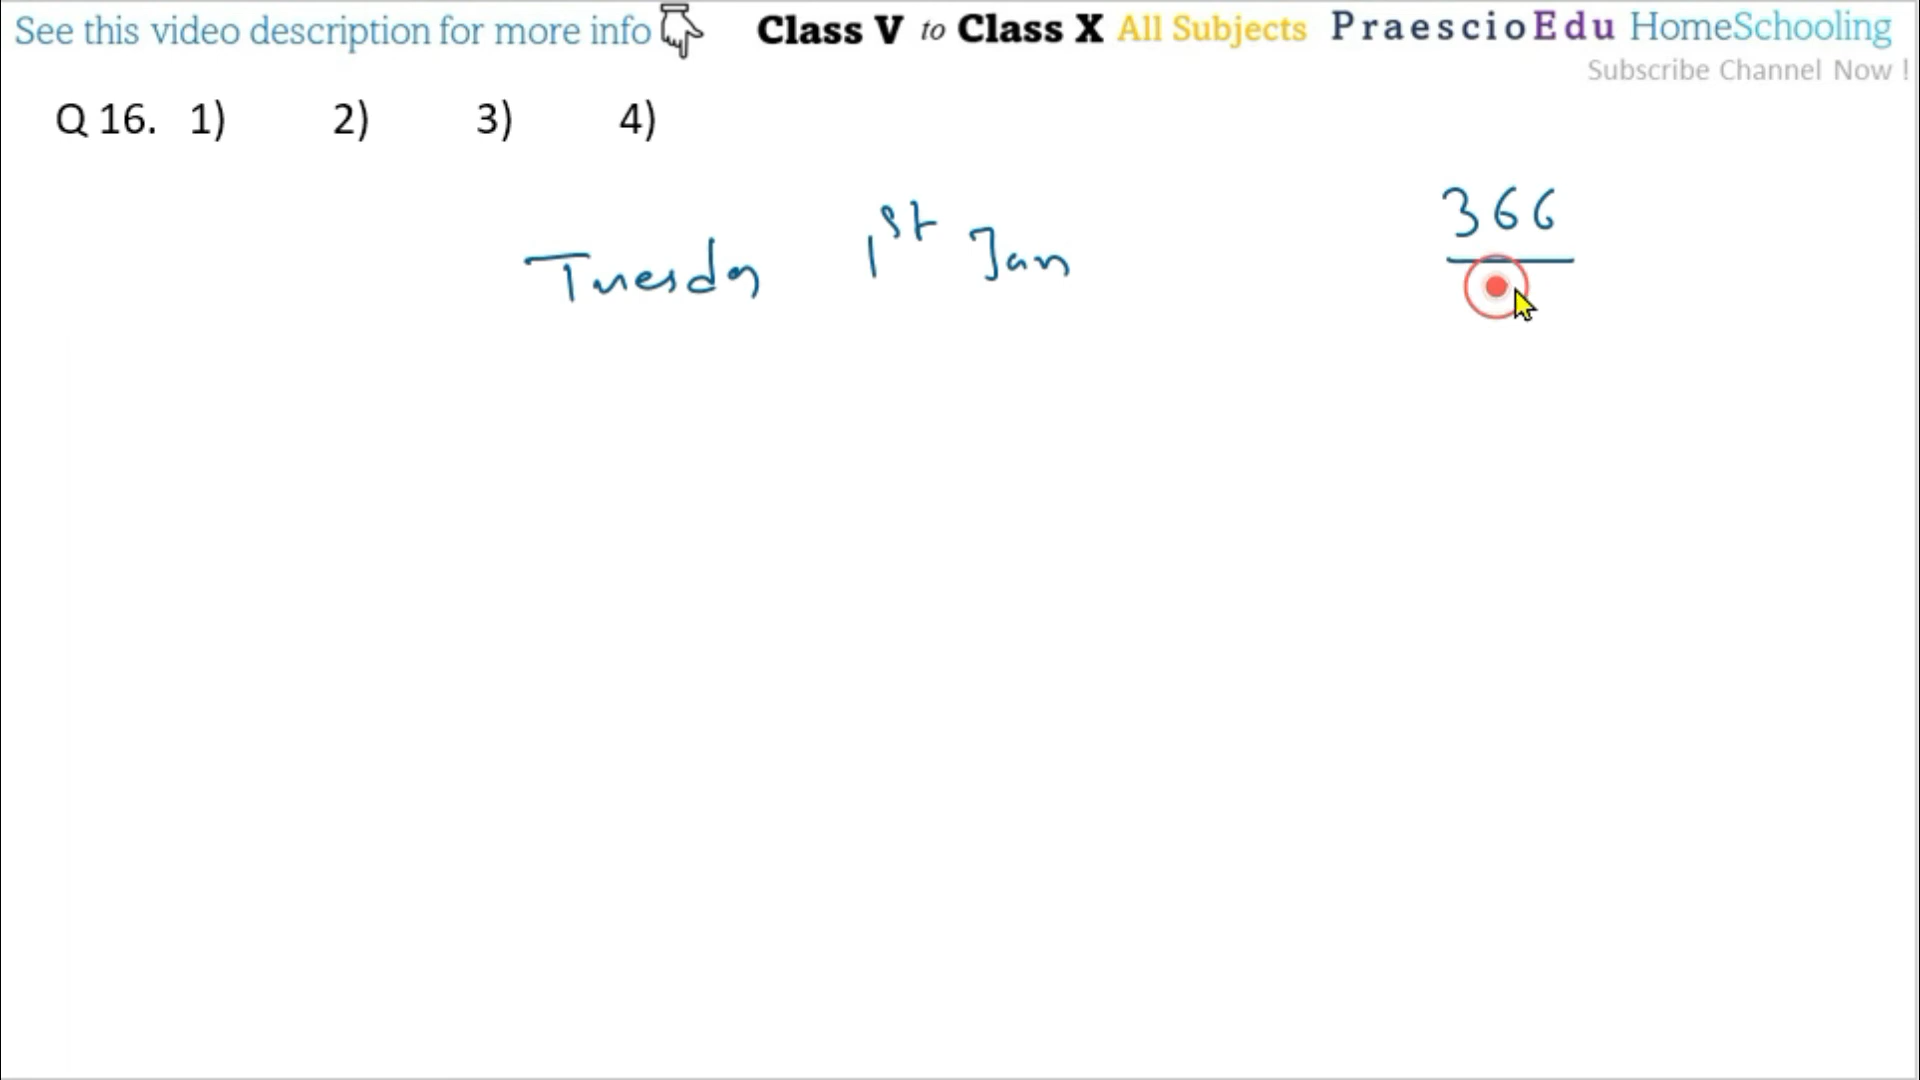 See this video description for more info Class V to Class X All Subjects PraescioEdu HomeSchooling
Subscribe Channel Now !
Q 16. 1) 2) 3) 4)
Tuesday 1st Jan
366